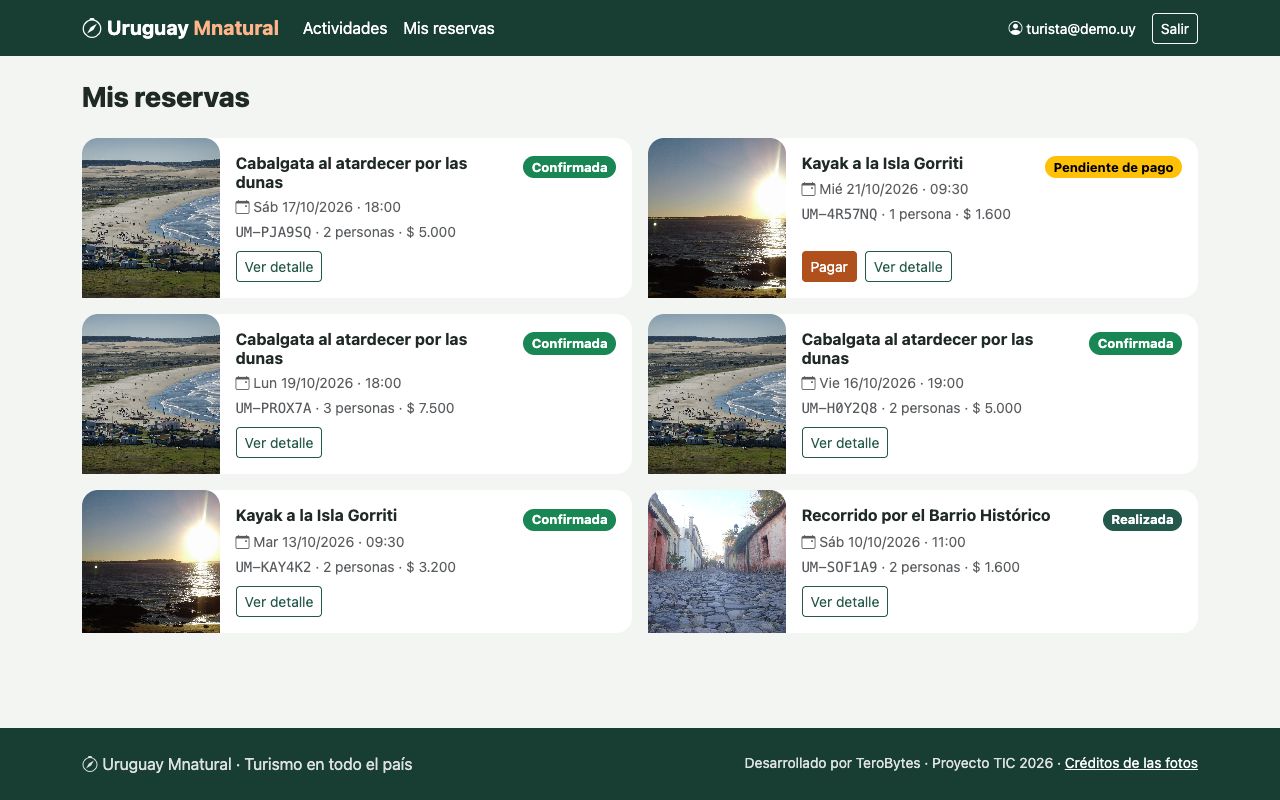 Uruguay Mnatural Actividades Mis reservas turista@demo.uy Salir
Mis reservas
Cabalgata al atardecer por las dunas
Confirmada
Sáb 17/10/2026 · 18:00
UM-PJA9SQ · 2 personas · $ 5.000
Ver detalle
Kayak a la Isla Gorriti
Pendiente de pago
Mié 21/10/2026 · 09:30
UM-4R57NQ · 1 persona · $ 1.600
Pagar Ver detalle
Cabalgata al atardecer por las dunas
Confirmada
Lun 19/10/2026 · 18:00
UM-PROX7A · 3 personas · $ 7.500
Ver detalle
Cabalgata al atardecer por las dunas
Confirmada
Vie 16/10/2026 · 19:00
UM-H0Y2Q8 · 2 personas · $ 5.000
Ver detalle
Kayak a la Isla Gorriti
Confirmada
Mar 13/10/2026 · 09:30
UM-KAY4K2 · 2 personas · $ 3.200
Ver detalle
Recorrido por el Barrio Histórico
Realizada
Sáb 10/10/2026 · 11:00
UM-SOF1A9 · 2 personas · $ 1.600
Ver detalle
Uruguay Mnatural · Turismo en todo el país
Desarrollado por TeroBytes · Proyecto TIC 2026 · Créditos de las fotos